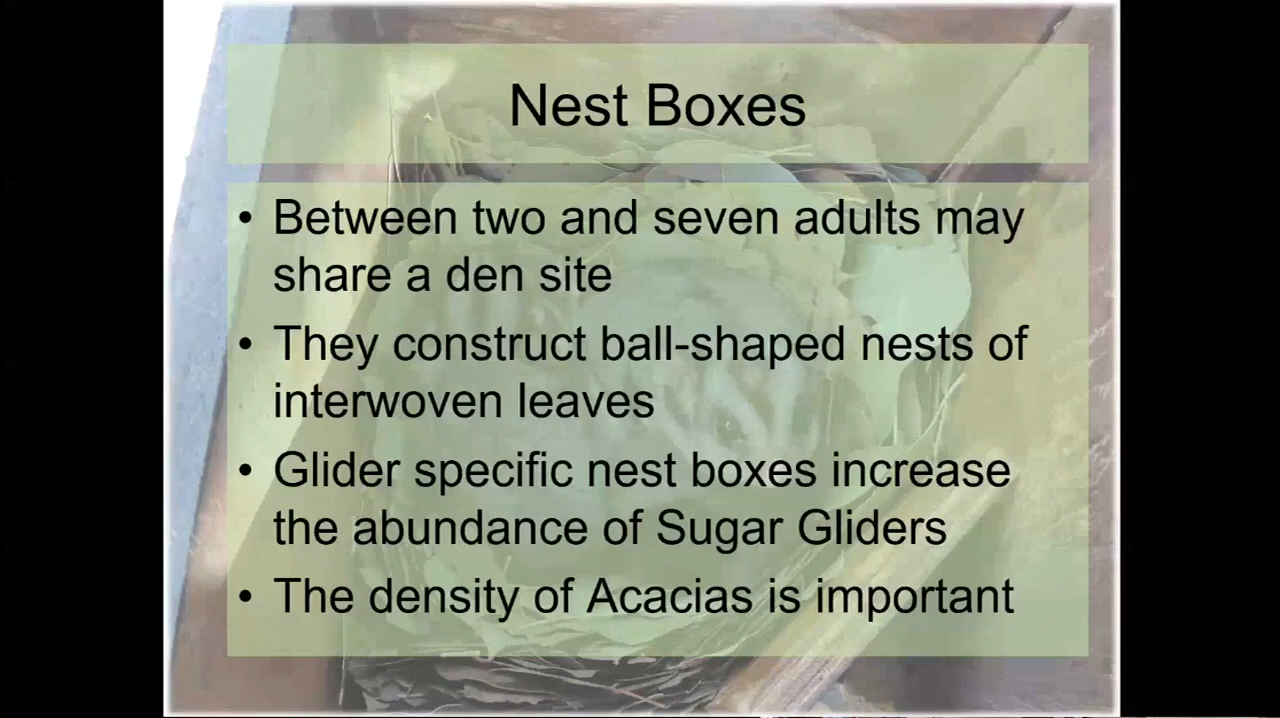 Nest Boxes
• Between two and seven adults may
share a den site
• They construct ball-shaped nests of
interwoven leaves
• Glider specific nest boxes increase
the abundance of Sugar Gliders
• The density of Acacias is important